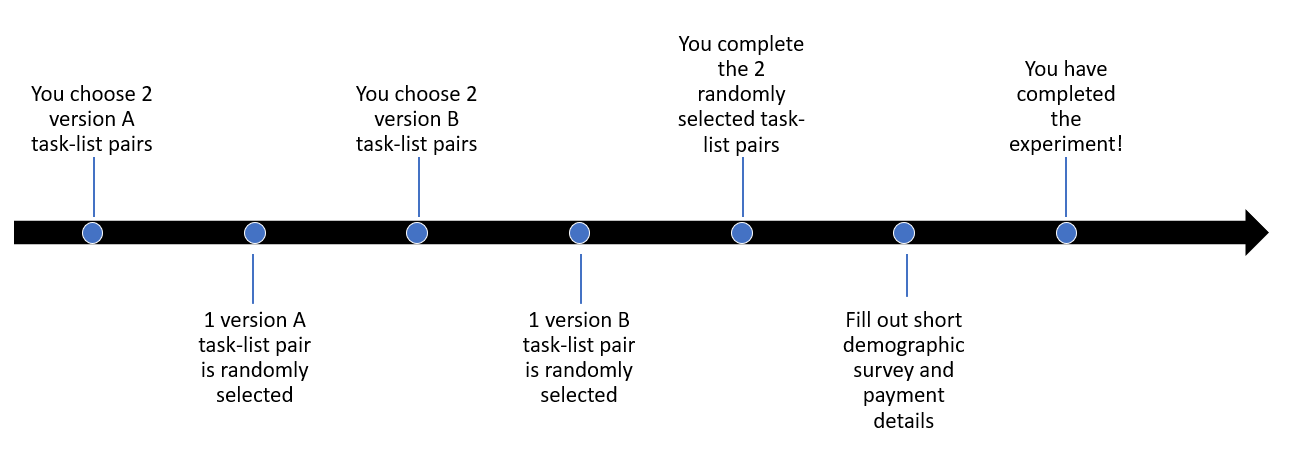 You choose 2
version A
task-list pairs
1 version A
task-list pair
is randomly
selected
You choose 2
version B
task-list pairs
1 version B
task-list pair
is randomly
selected
You complete
the 2
randomly
selected task-
list pairs
Fill out short
demographic
survey and
payment
details
You have
completed
the
experiment!